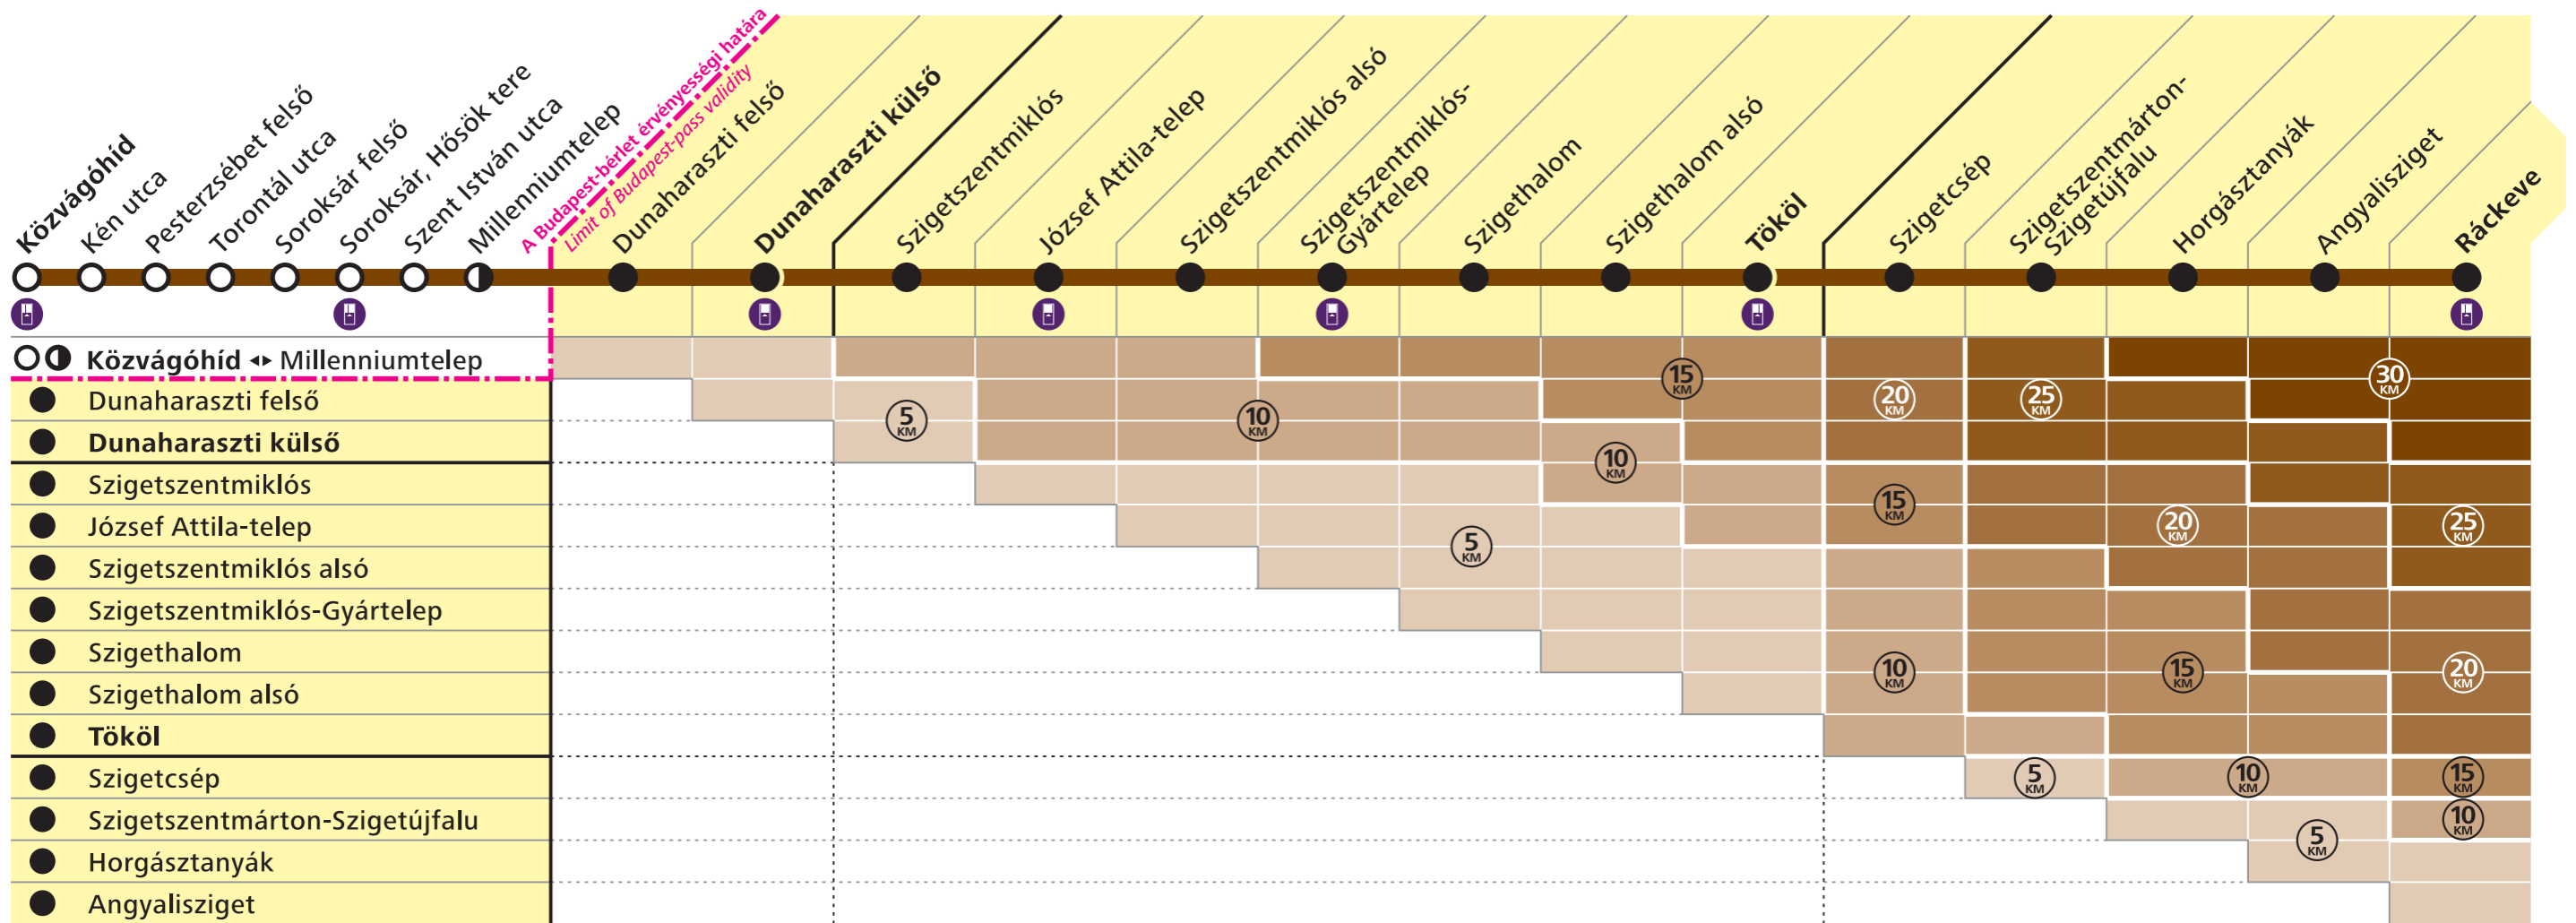 Közvágóhíd
Kén utca
Pesterzsébet felső
Torontál utca
Soroksár felső
Soroksár, Hősök tere
Szent István utca
Millenniumtelep
A Budapest-bérlet érvényességi határa
Limit of Budapest-pass validity
Dunaharaszti felső
Dunaharaszti külső
Szigetszentmiklós
József Attila-telep
Szigetszentmiklós alsó
Szigetszentmiklós-
Gyártelep
Szigethalom
Szigethalom alsó
Tököl
Szigetcsép
Szigetszentmárton-
Szigetújfalu
Horgásztanyák
Angyalisziget
Ráckeve
Közvágóhíd ◂▸ Millenniumtelep
15 KM
30 KM
Dunaharaszti felső
20 KM
25 KM
5 KM
10 KM
Dunaharaszti külső
10 KM
Szigetszentmiklós
15 KM
József Attila-telep
20 KM
25 KM
5 KM
Szigetszentmiklós alsó
Szigetszentmiklós-Gyártelep
Szigethalom
10 KM
15 KM
20 KM
Szigethalom alsó
Tököl
Szigetcsép
5 KM
10 KM
15 KM
Szigetszentmárton-Szigetújfalu
10 KM
5 KM
Horgásztanyák
Angyalisziget